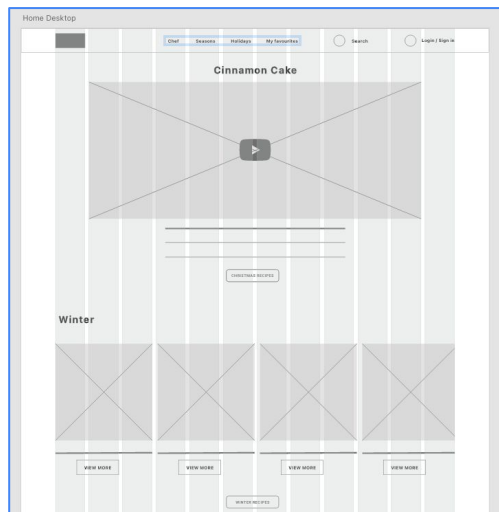 Home Desktop
Chef Seasons Holidays My favourites Search Login / Sign in
Cinnamon Cake
CHRISTMAS RECIPES
Winter
VIEW MORE VIEW MORE VIEW MORE VIEW MORE
WINTER RECIPES